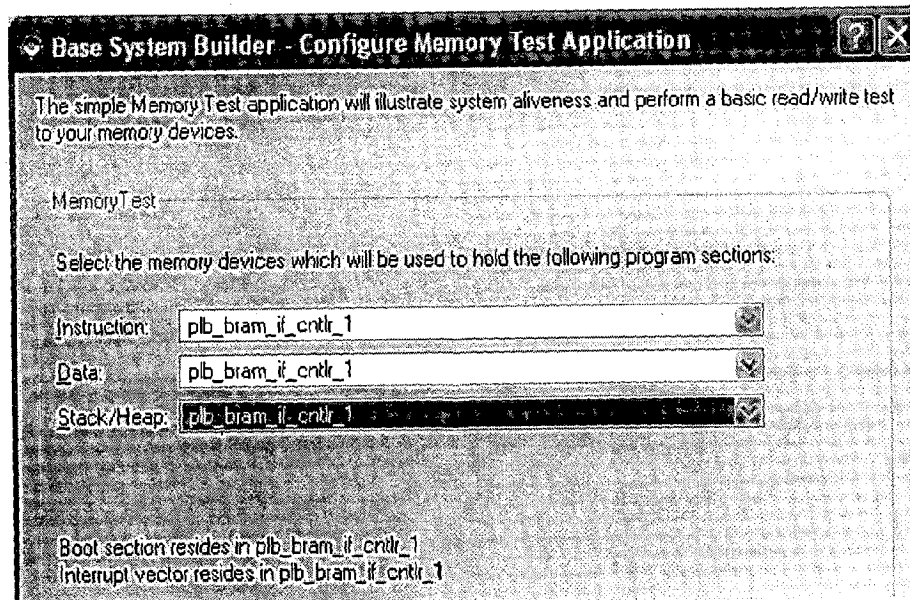 Base System Builder - Configure Memory Test Application
The simple Memory Test application will illustrate system aliveness and perform a basic read/write test
to your memory devices.
MemoryTest
Select the memory devices which will be used to hold the following program sections:
Instruction: plb_bram_if_cntlr_1
Data: plb_bram_if_cntlr_1
Stack/Heap: plb_bram_if_cntlr_1
Boot section resides in plb_bram_if_cntlr_1
Interrupt vector resides in plb_bram_if_cntlr_1